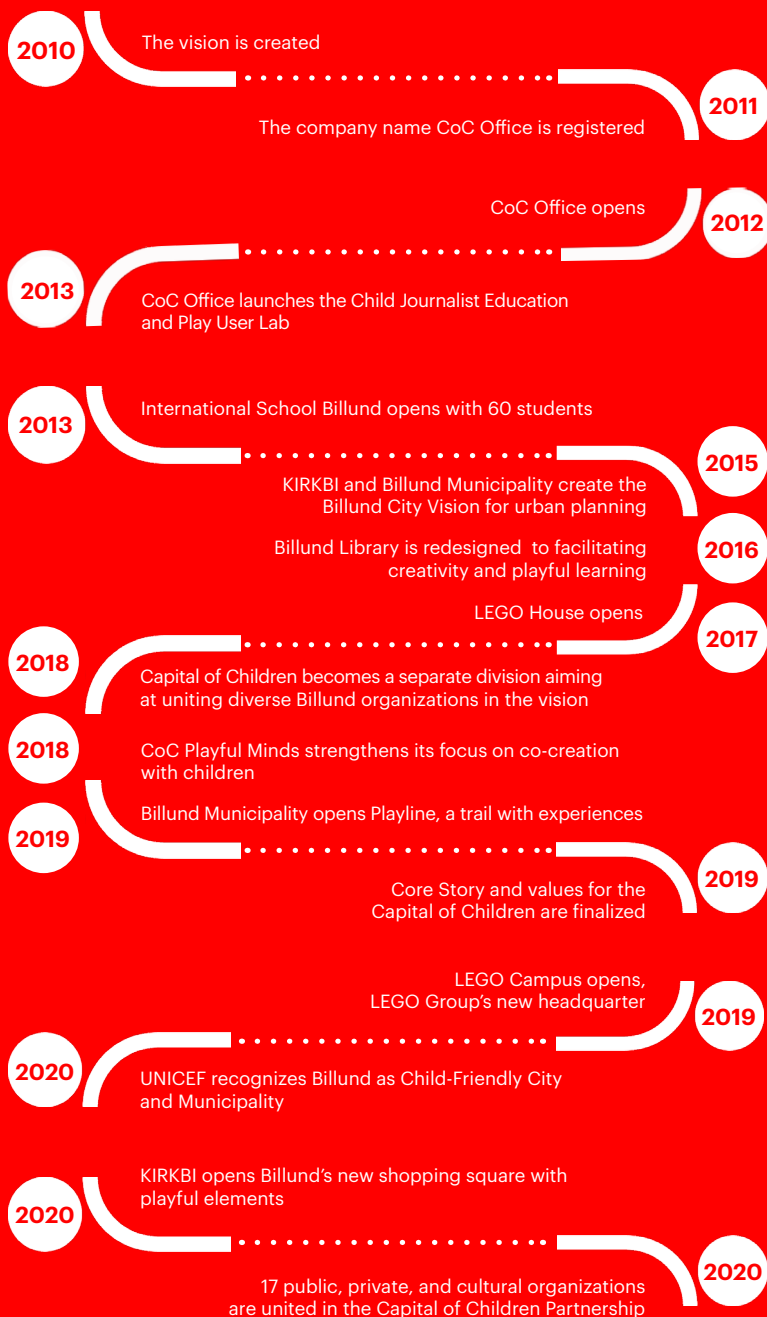 2010
The vision is created
2011
The company name CoC Office is registered
CoC Office opens
2012
2013
CoC Office launches the Child Journalist Education
and Play User Lab
2013
International School Billund opens with 60 students
2015
KIRKBI and Billund Municipality create the
Billund City Vision for urban planning
2016
Billund Library is redesigned  to facilitating
creativity and playful learning
LEGO House opens
2017
2018
Capital of Children becomes a separate division aiming
at uniting diverse Billund organizations in the vision
2018
CoC Playful Minds strengthens its focus on co-creation
with children
2019
Billund Municipality opens Playline, a trail with experiences
2019
Core Story and values for the
Capital of Children are finalized
LEGO Campus opens,
LEGO Group's new headquarter
2019
2020
UNICEF recognizes Billund as Child-Friendly City
and Municipality
2020
KIRKBI opens Billund's new shopping square with
playful elements
2020
17 public, private, and cultural organizations
are united in the Capital of Children Partnership